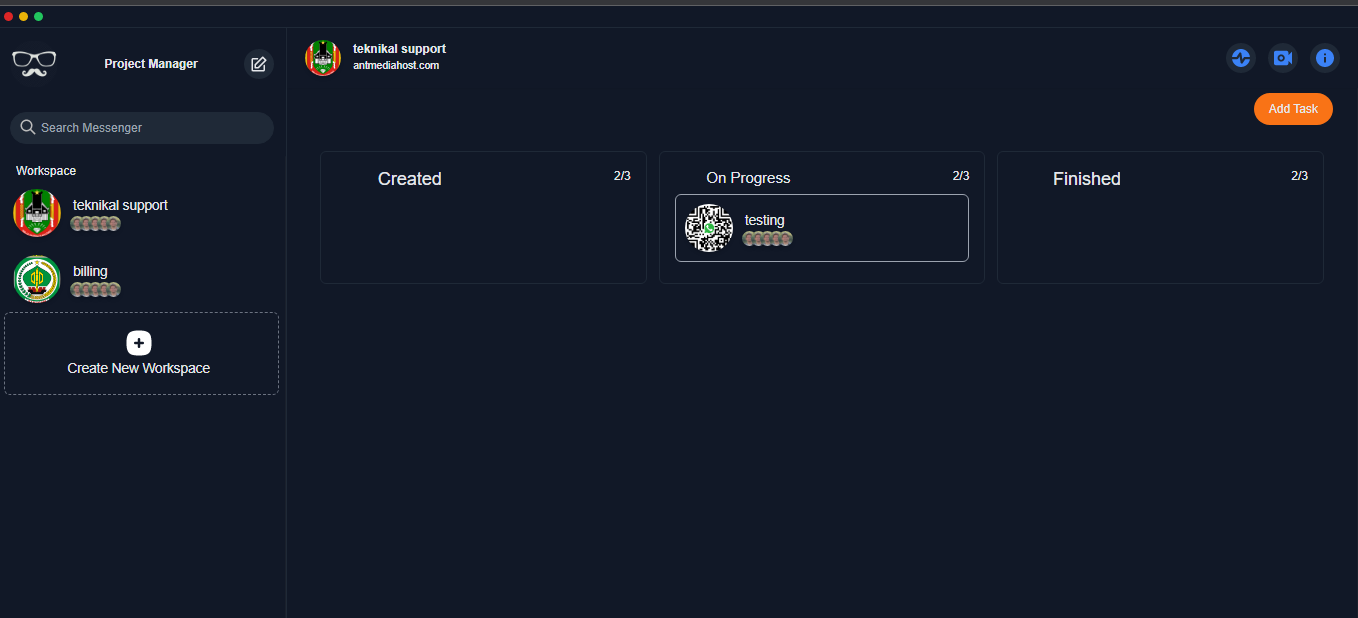 Project Manager
Search Messenger
Workspace
teknikal support
billing
Create New Workspace
teknikal support
antmediahost.com
Add Task
Created
2/3
On Progress
2/3
testing
Finished
2/3